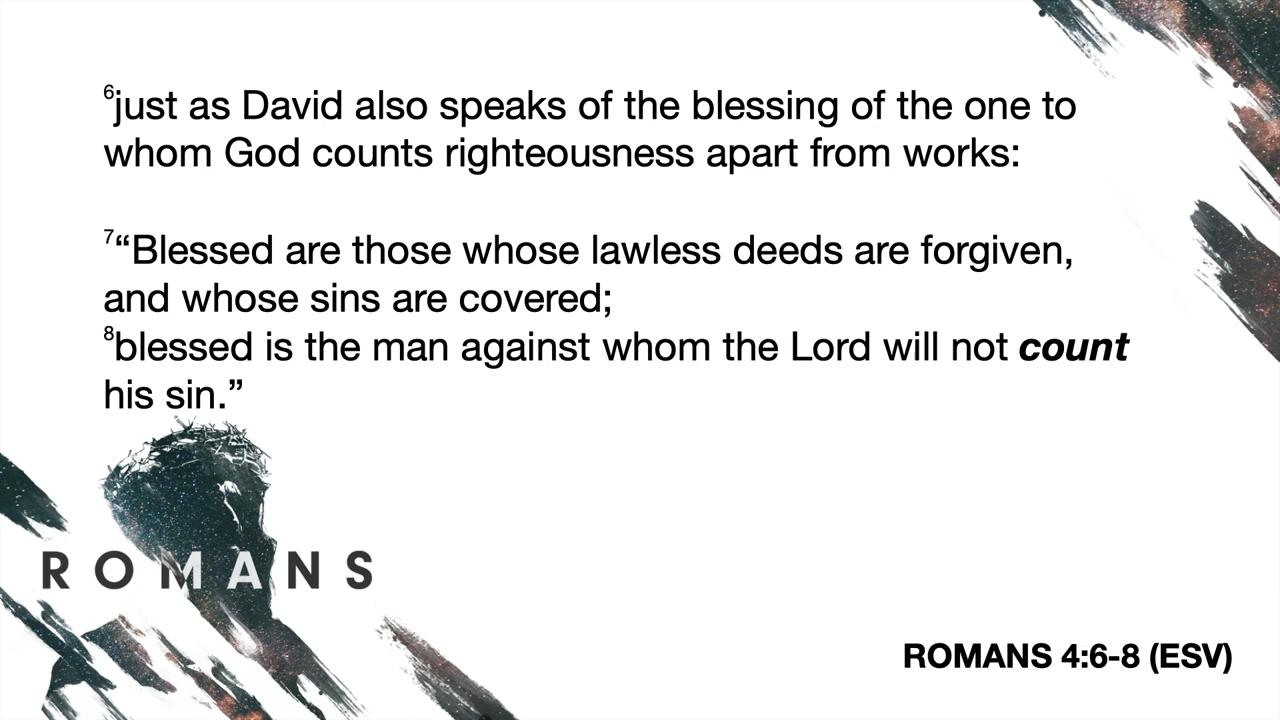 ⁶just as David also speaks of the blessing of the one to
whom God counts righteousness apart from works:
⁷“Blessed are those whose lawless deeds are forgiven,
and whose sins are covered;
⁸blessed is the man against whom the Lord will not count
his sin.”
ROMANS
ROMANS 4:6-8 (ESV)